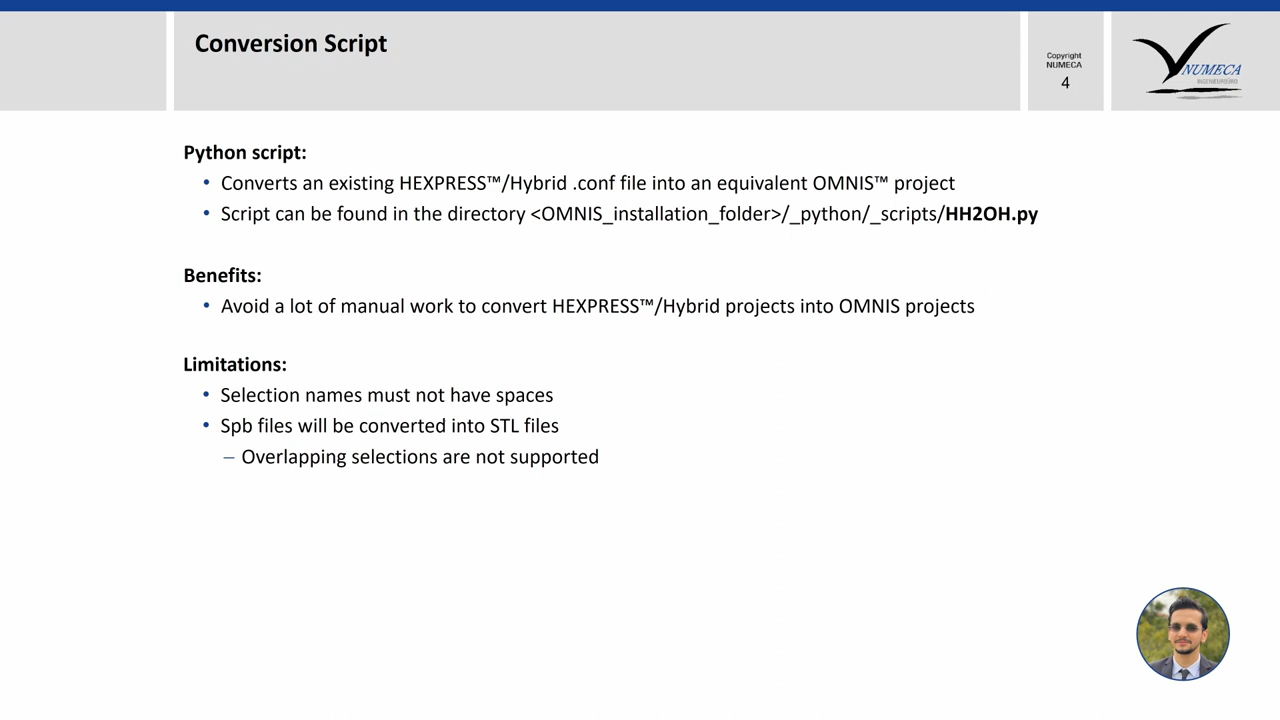 Conversion Script
Copyright
NUMECA
4
NUMECA
INGENIEURBÜRO
Python script:
• Converts an existing HEXPRESS™/Hybrid .conf file into an equivalent OMNIS™ project
• Script can be found in the directory <OMNIS_installation_folder>/_python/_scripts/HH2OH.py
Benefits:
• Avoid a lot of manual work to convert HEXPRESS™/Hybrid projects into OMNIS projects
Limitations:
• Selection names must not have spaces
• Spb files will be converted into STL files
– Overlapping selections are not supported